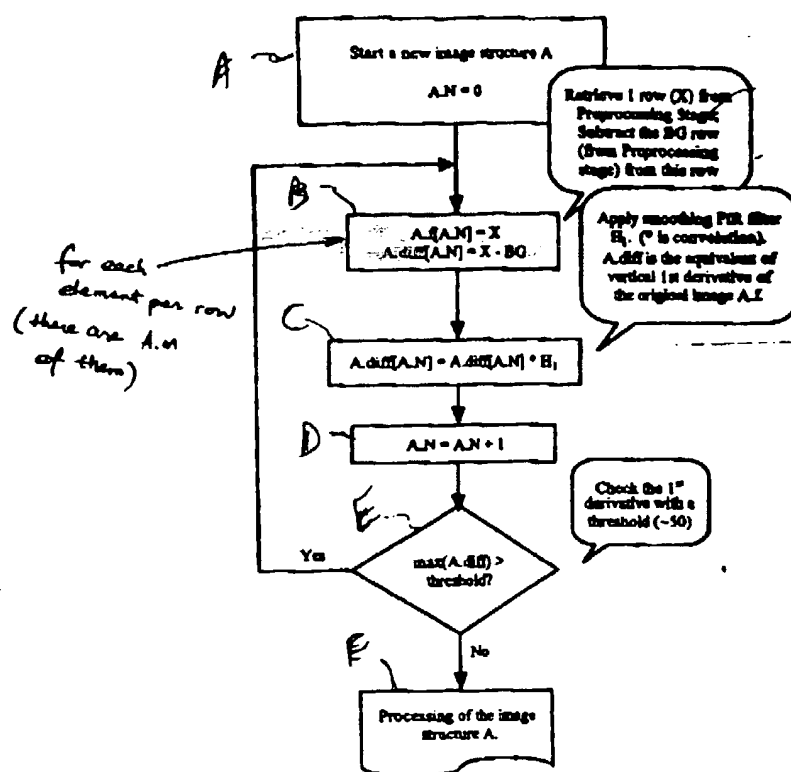 A
Start a new image structure A
A.N = 0
Retrieve 1 row (X) from
Preprocessing Stage;
Subtract the BG row
(from Preprocessing
stage) from this row
B
A.f[A.N] = X
A.diff[A.N] = X - BG
for each
element per row
(there are A.M
of them)
Apply smoothing FIR filter
H₁. (* is convolution).
A.diff is the equivalent of
vertical 1st derivative of
the original image A.f.
C
A.diff[A.N] = A.diff[A.N] * H₁
D
A.N = A.N + 1
Check the 1st
derivative with a
threshold (~50)
E
Yes
max(A.diff) >
threshold?
No
F
Processing of the image
structure A.